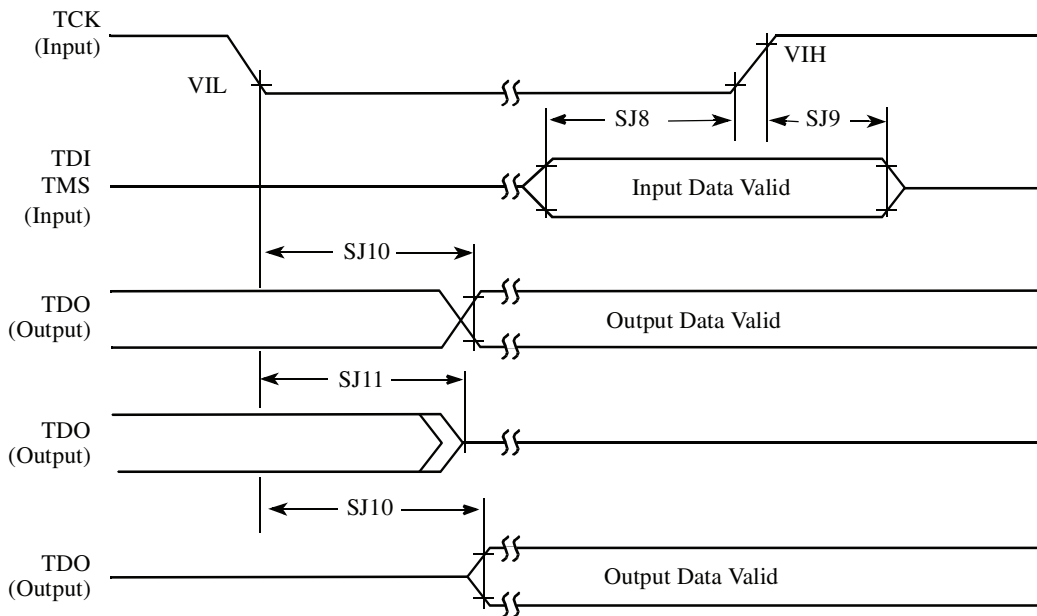 TCK
(Input)
VIL
VIH
SJ8
SJ9
TDI
TMS
(Input)
Input Data Valid
SJ10
TDO
(Output)
Output Data Valid
SJ11
TDO
(Output)
SJ10
TDO
(Output)
Output Data Valid